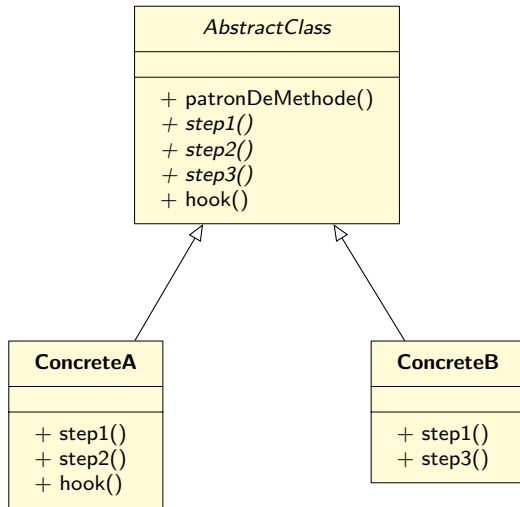 AbstractClass
+ patronDeMethode()
+ step1()
+ step2()
+ step3()
+ hook()
ConcreteA
+ step1()
+ step2()
+ hook()
ConcreteB
+ step1()
+ step3()